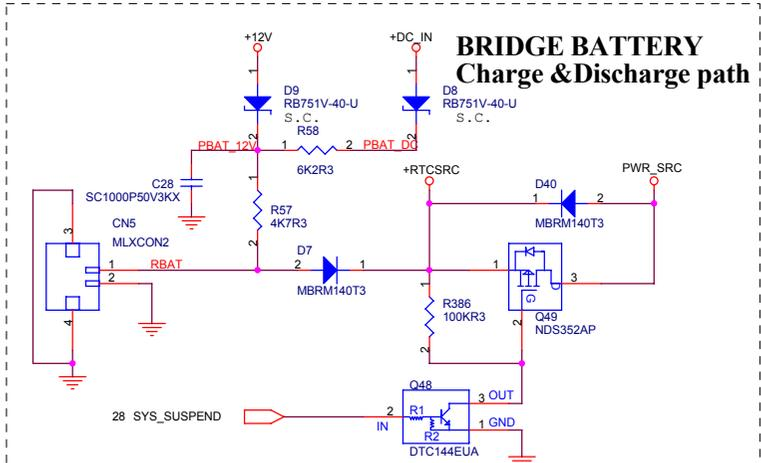 BRIDGE BATTERY
Charge &Discharge path
+12V
+DC_IN
1
1
D9
RB751V-40-U
S.C.
D8
RB751V-40-U
S.C.
2
2
R58
PBAT_12V
1
2
PBAT_DC
6K2R3
C28
SC1000P50V3KX
+RTCSRC
PWR_SRC
D40
1
2
MBRM140T3
1
R57
4K7R3
2
CN5
MLXCON2
3
1
2
4
RBAT
D7
2
1
MBRM140T3
1
3
D
G
2
Q49
NDS352AP
1
R386
100KR3
2
Q48
28 SYS_SUSPEND
2
IN
R1
R2
3 OUT
1 GND
DTC144EUA